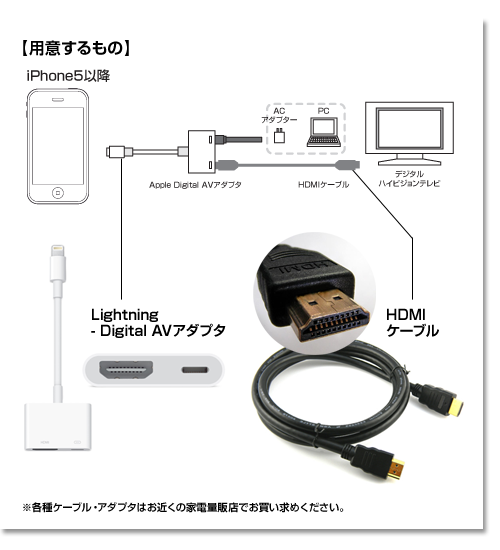 【用意するもの】
iPhone5以降
AC
アダプター
PC
Apple Digital AVアダプタ
HDMIケーブル
デジタル
ハイビジョンテレビ
Lightning
- Digital AVアダプタ
HDMI
HDMI
ケーブル
※各種ケーブル・アダプタはお近くの家電量販店でお買い求めください。